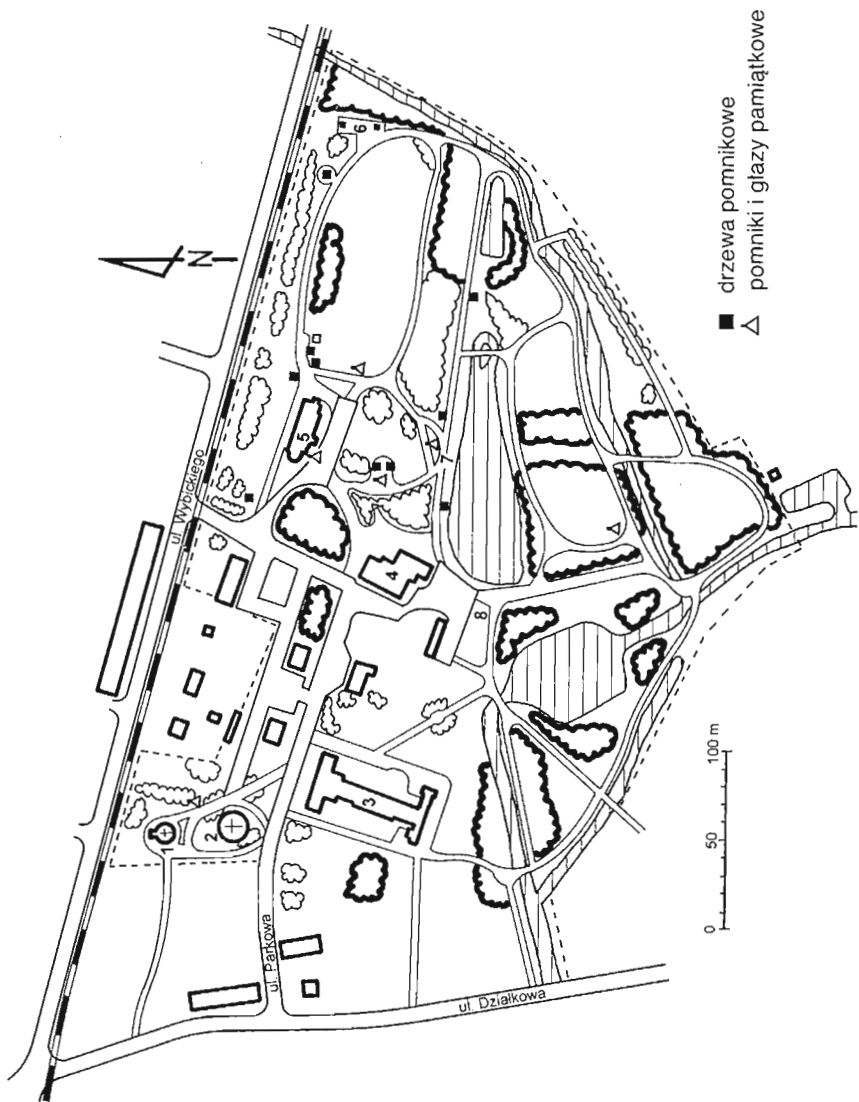 ul. Wybickiego
N
1
2
3
4
5
6
8
ul. Parkowa
ul. Działkowa
0 50 100 m
drzewa pomnikowe
pomniki i głazy pamiątkowe